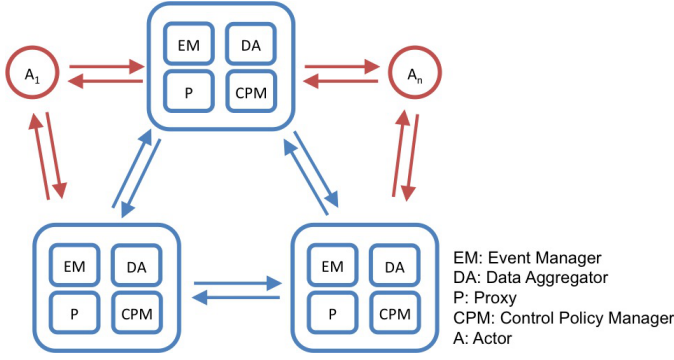 EM DA
A1 An
P CPM
EM DA
P CPM
EM DA
P CPM
EM: Event Manager
DA: Data Aggregator
P: Proxy
CPM: Control Policy Manager
A: Actor